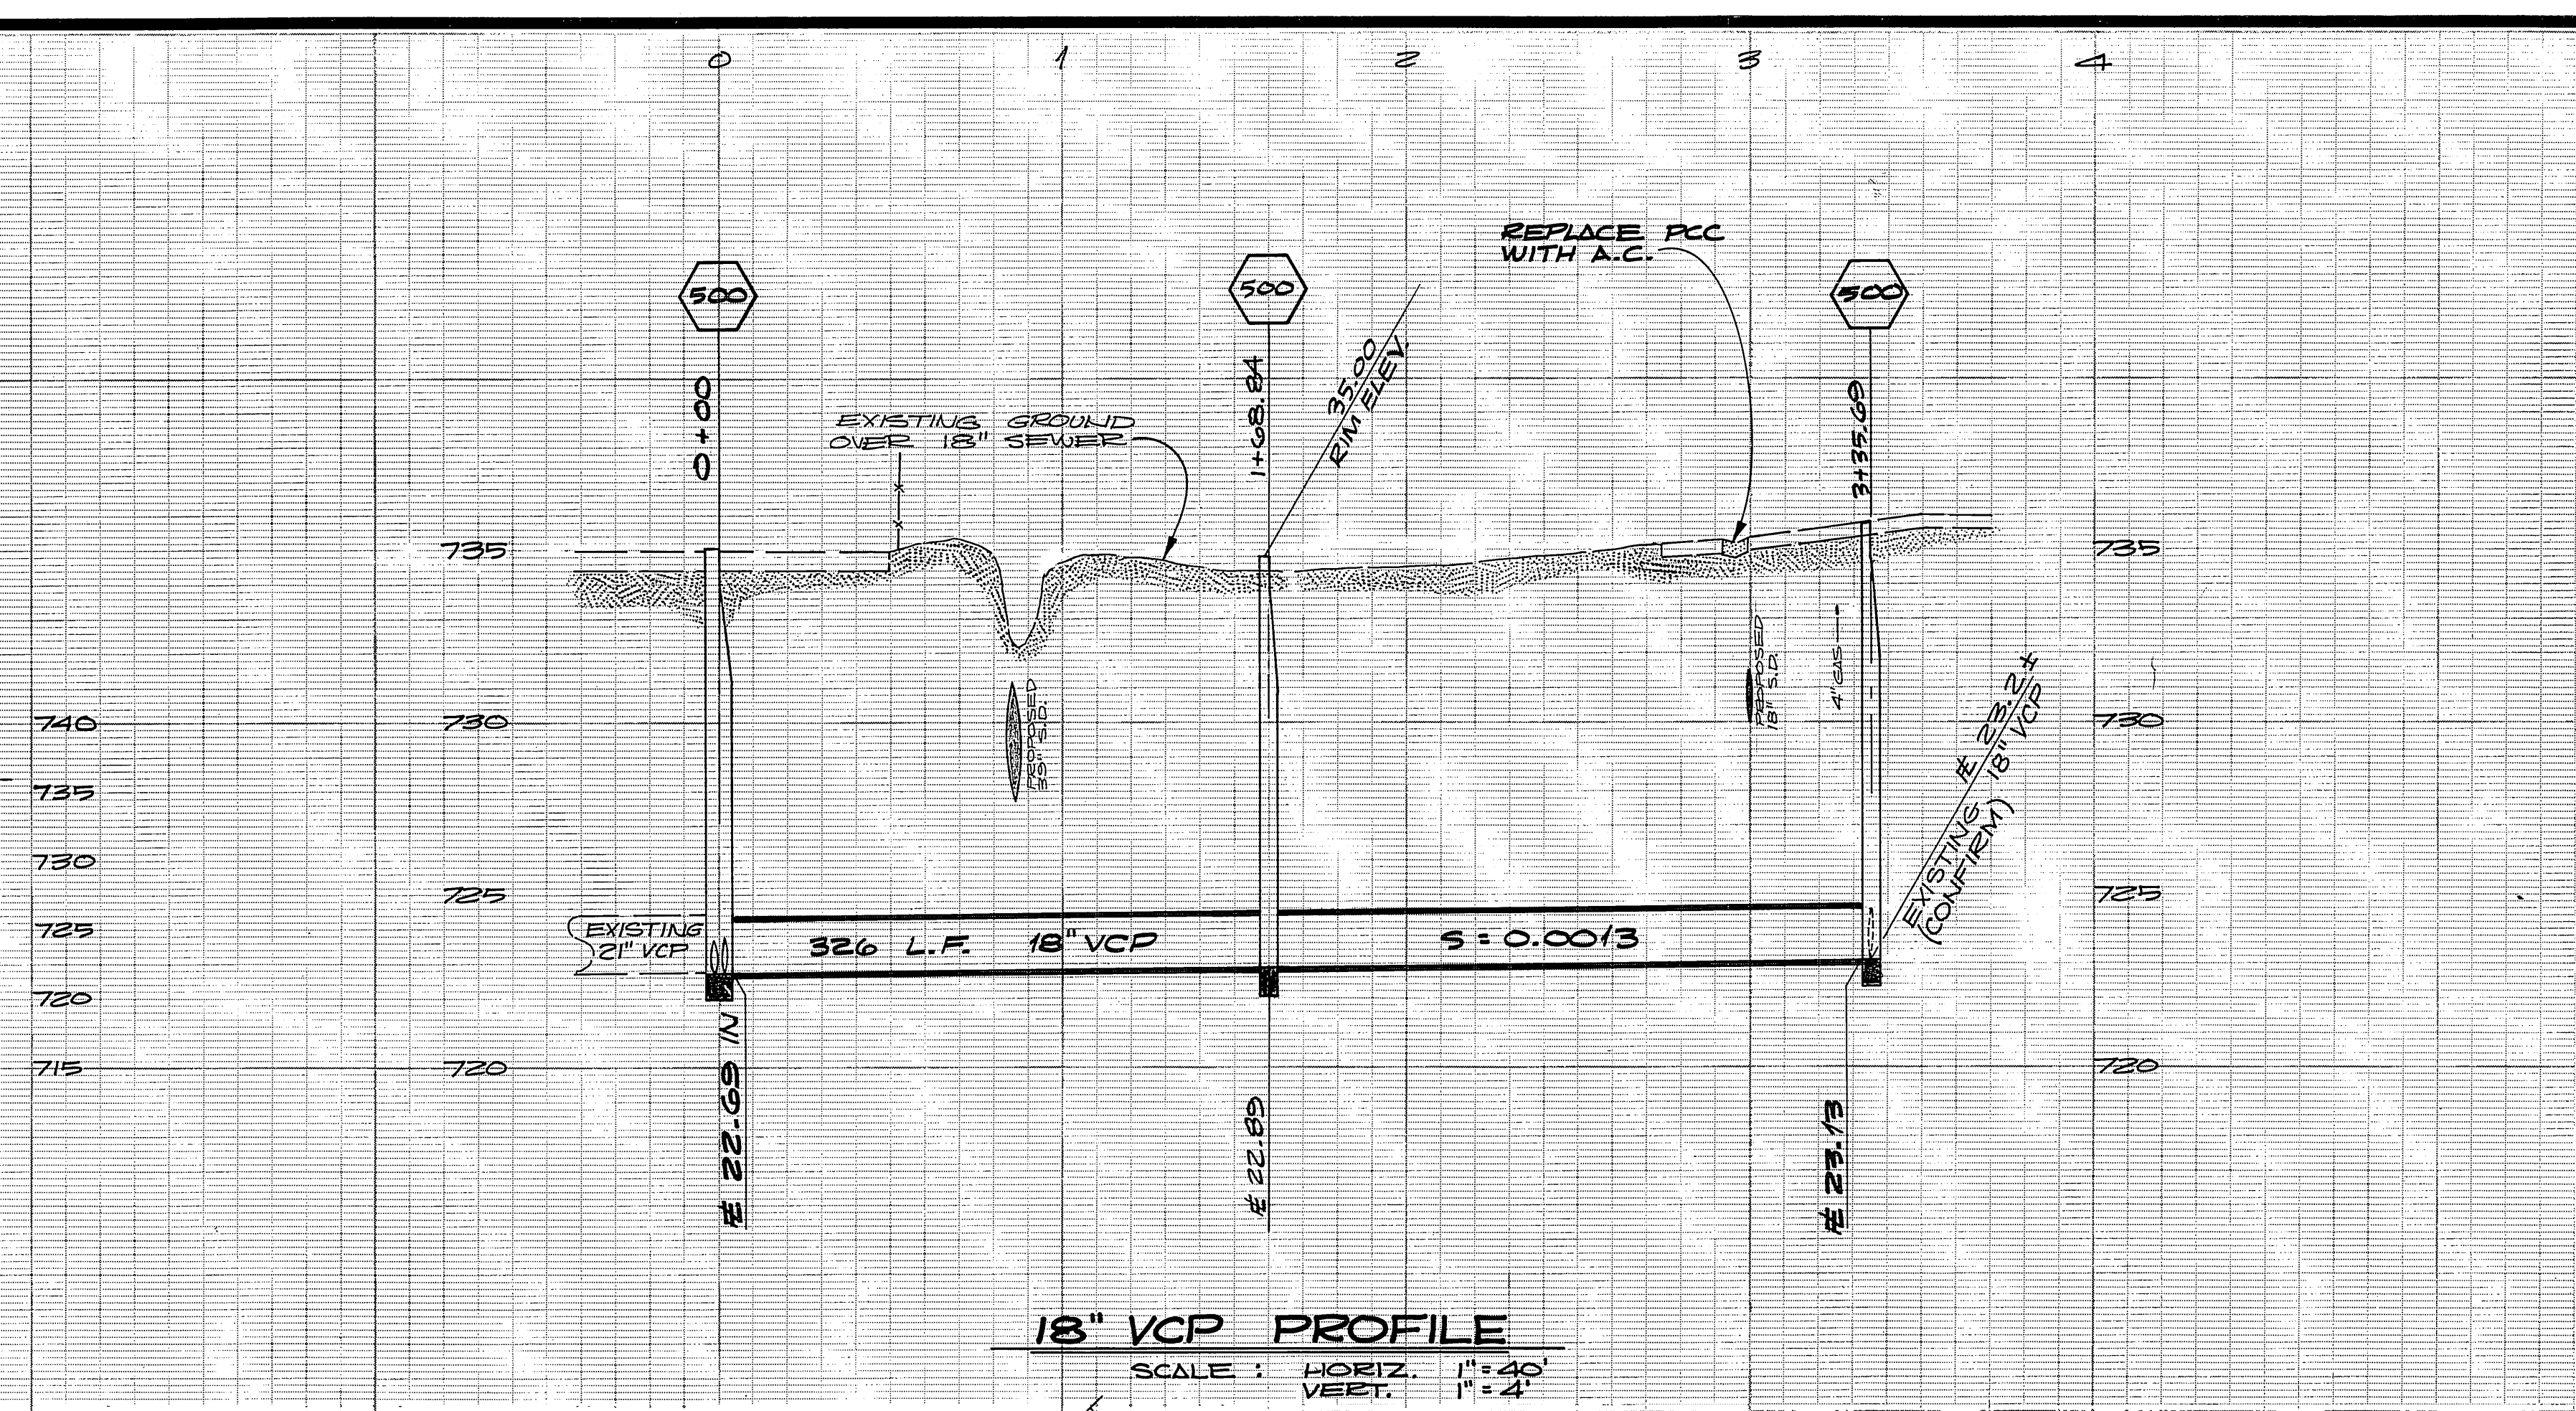 0 1 2 3 4
REPLACE PCC
WITH A.C.
500 500 500
0+00
1+68.84
3+35.69
35.00
RIM ELEV.
EXISTING GROUND
OVER 18" SEWER
735 735
740 730 730
735
730
725 725
725
720
715 720 720
PROPOSED
39" S.D.
PROPOSED
18" S.D.
4" GAS
23.2±
EXISTING 18" VCP
(CONFIRM)
EXISTING
21" VCP
326 L.F. 18" VCP S = 0.0013
22.69 IN
22.89
23.13
18" VCP PROFILE
SCALE : HORIZ. 1" = 40'
VERT. 1" = 4'